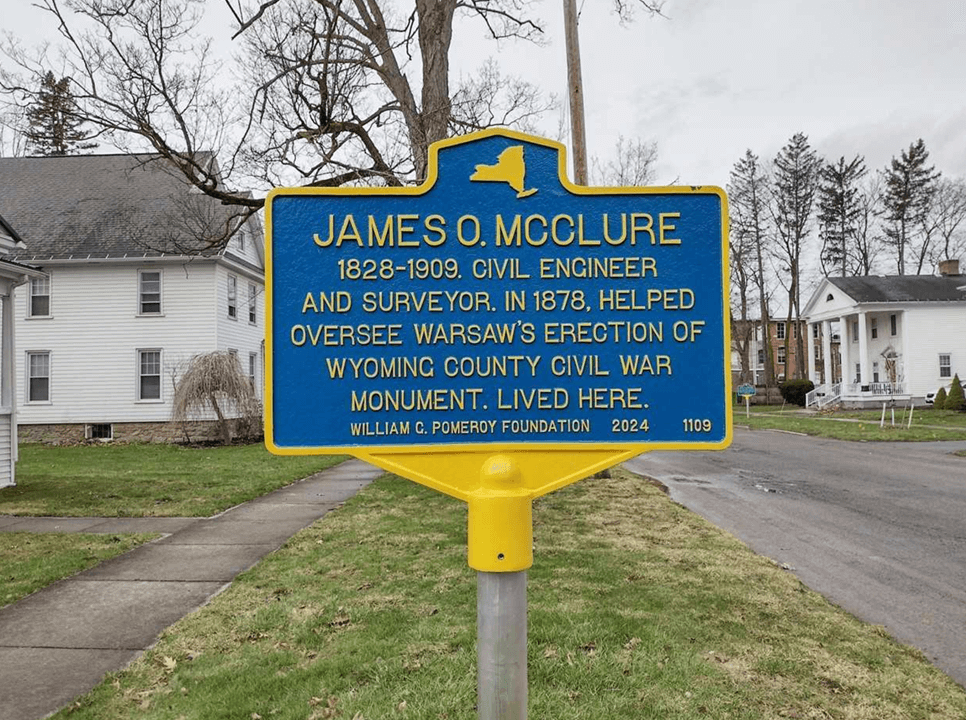 JAMES O. MCCLURE
1828-1909. CIVIL ENGINEER
AND SURVEYOR. IN 1878, HELPED
OVERSEE WARSAW'S ERECTION OF
WYOMING COUNTY CIVIL WAR
MONUMENT. LIVED HERE.
WILLIAM G. POMEROY FOUNDATION 2024 1109